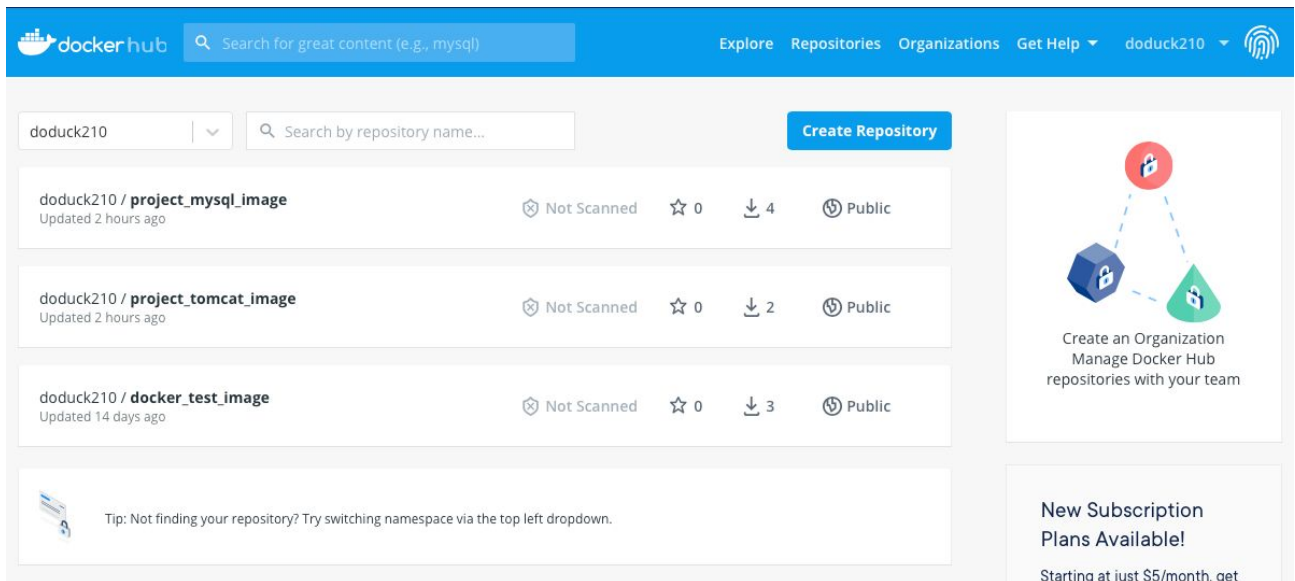 dockerhub
Search for great content (e.g., mysql)
Explore Repositories Organizations Get Help doduck210
doduck210
Search by repository name...
Create Repository
doduck210 / project_mysql_image
Updated 2 hours ago
Not Scanned 0 4 Public
doduck210 / project_tomcat_image
Updated 2 hours ago
Not Scanned 0 2 Public
doduck210 / docker_test_image
Updated 14 days ago
Not Scanned 0 3 Public
Tip: Not finding your repository? Try switching namespace via the top left dropdown.
Create an Organization
Manage Docker Hub
repositories with your team
New Subscription
Plans Available!
Starting at just $5/month, get